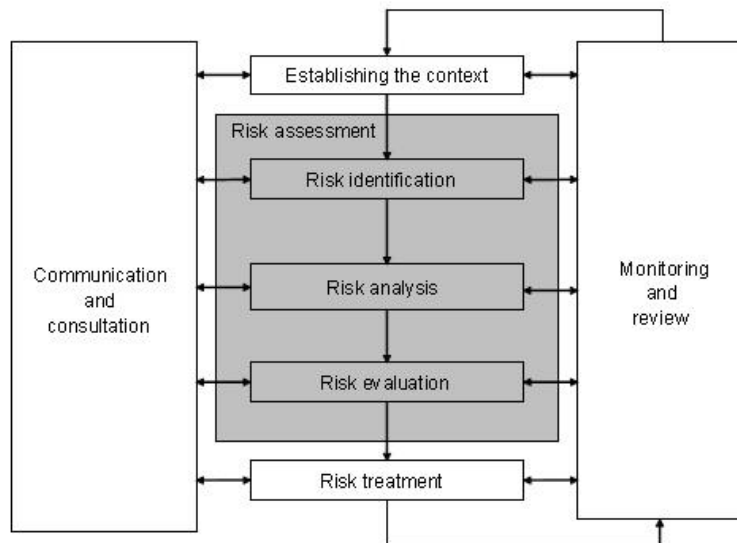 Establishing the context
Risk assessment
Risk identification
Communication
and
consultation
Risk analysis
Monitoring
and
review
Risk evaluation
Risk treatment